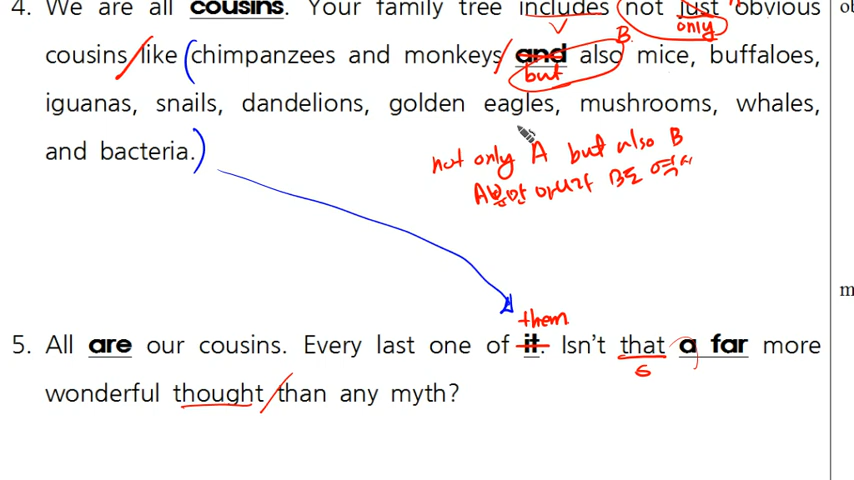 4. We are all cousins. Your family tree includes not just obvious
only
B
cousins like (chimpanzees and monkeys and also mice, buffaloes,
but
iguanas, snails, dandelions, golden eagles, mushrooms, whales,
and bacteria.)
not only A but also B
A뿐만 아니라 B도 역시
them
5. All are our cousins. Every last one of it. Isn't that a far more
S
wonderful thought than any myth?